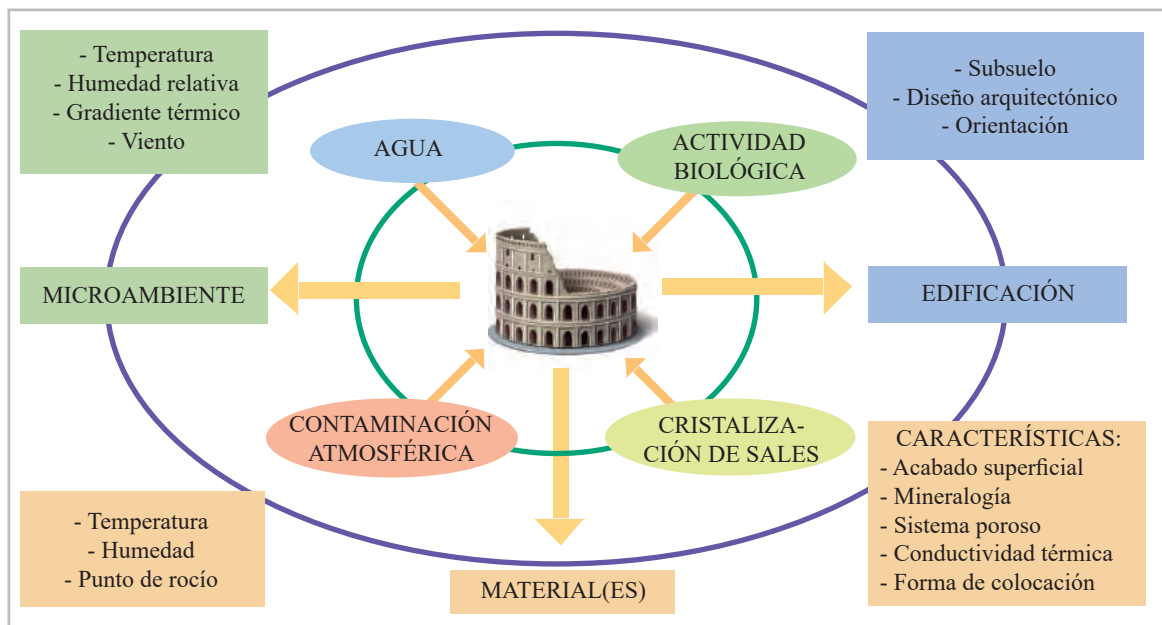 - Temperatura
- Humedad relativa
- Gradiente térmico
- Viento
- Subsuelo
- Diseño arquitectónico
- Orientación
AGUA
ACTIVIDAD
BIOLÓGICA
MICROAMBIENTE
EDIFICACIÓN
CONTAMINACIÓN
ATMOSFÉRICA
CRISTALIZA-
CIÓN DE SALES
- Temperatura
- Humedad
- Punto de rocío
MATERIAL(ES)
CARACTERÍSTICAS:
- Acabado superficial
- Mineralogía
- Sistema poroso
- Conductividad térmica
- Forma de colocación